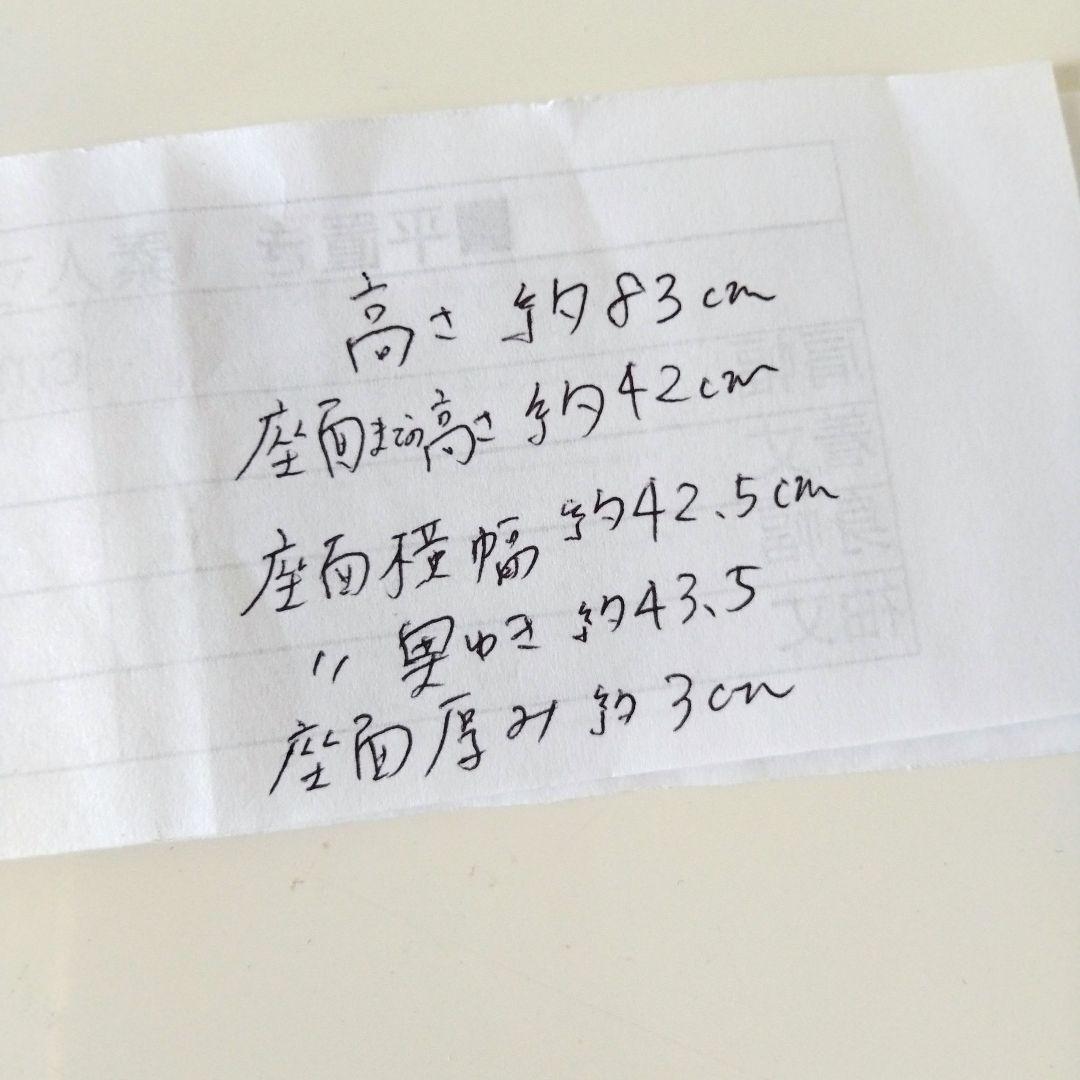 高さ 約83cm
座面までの高さ 約42cm
座面横幅 約42.5cm
〃 奥ゆき 約43.5
座面厚み 約3cm